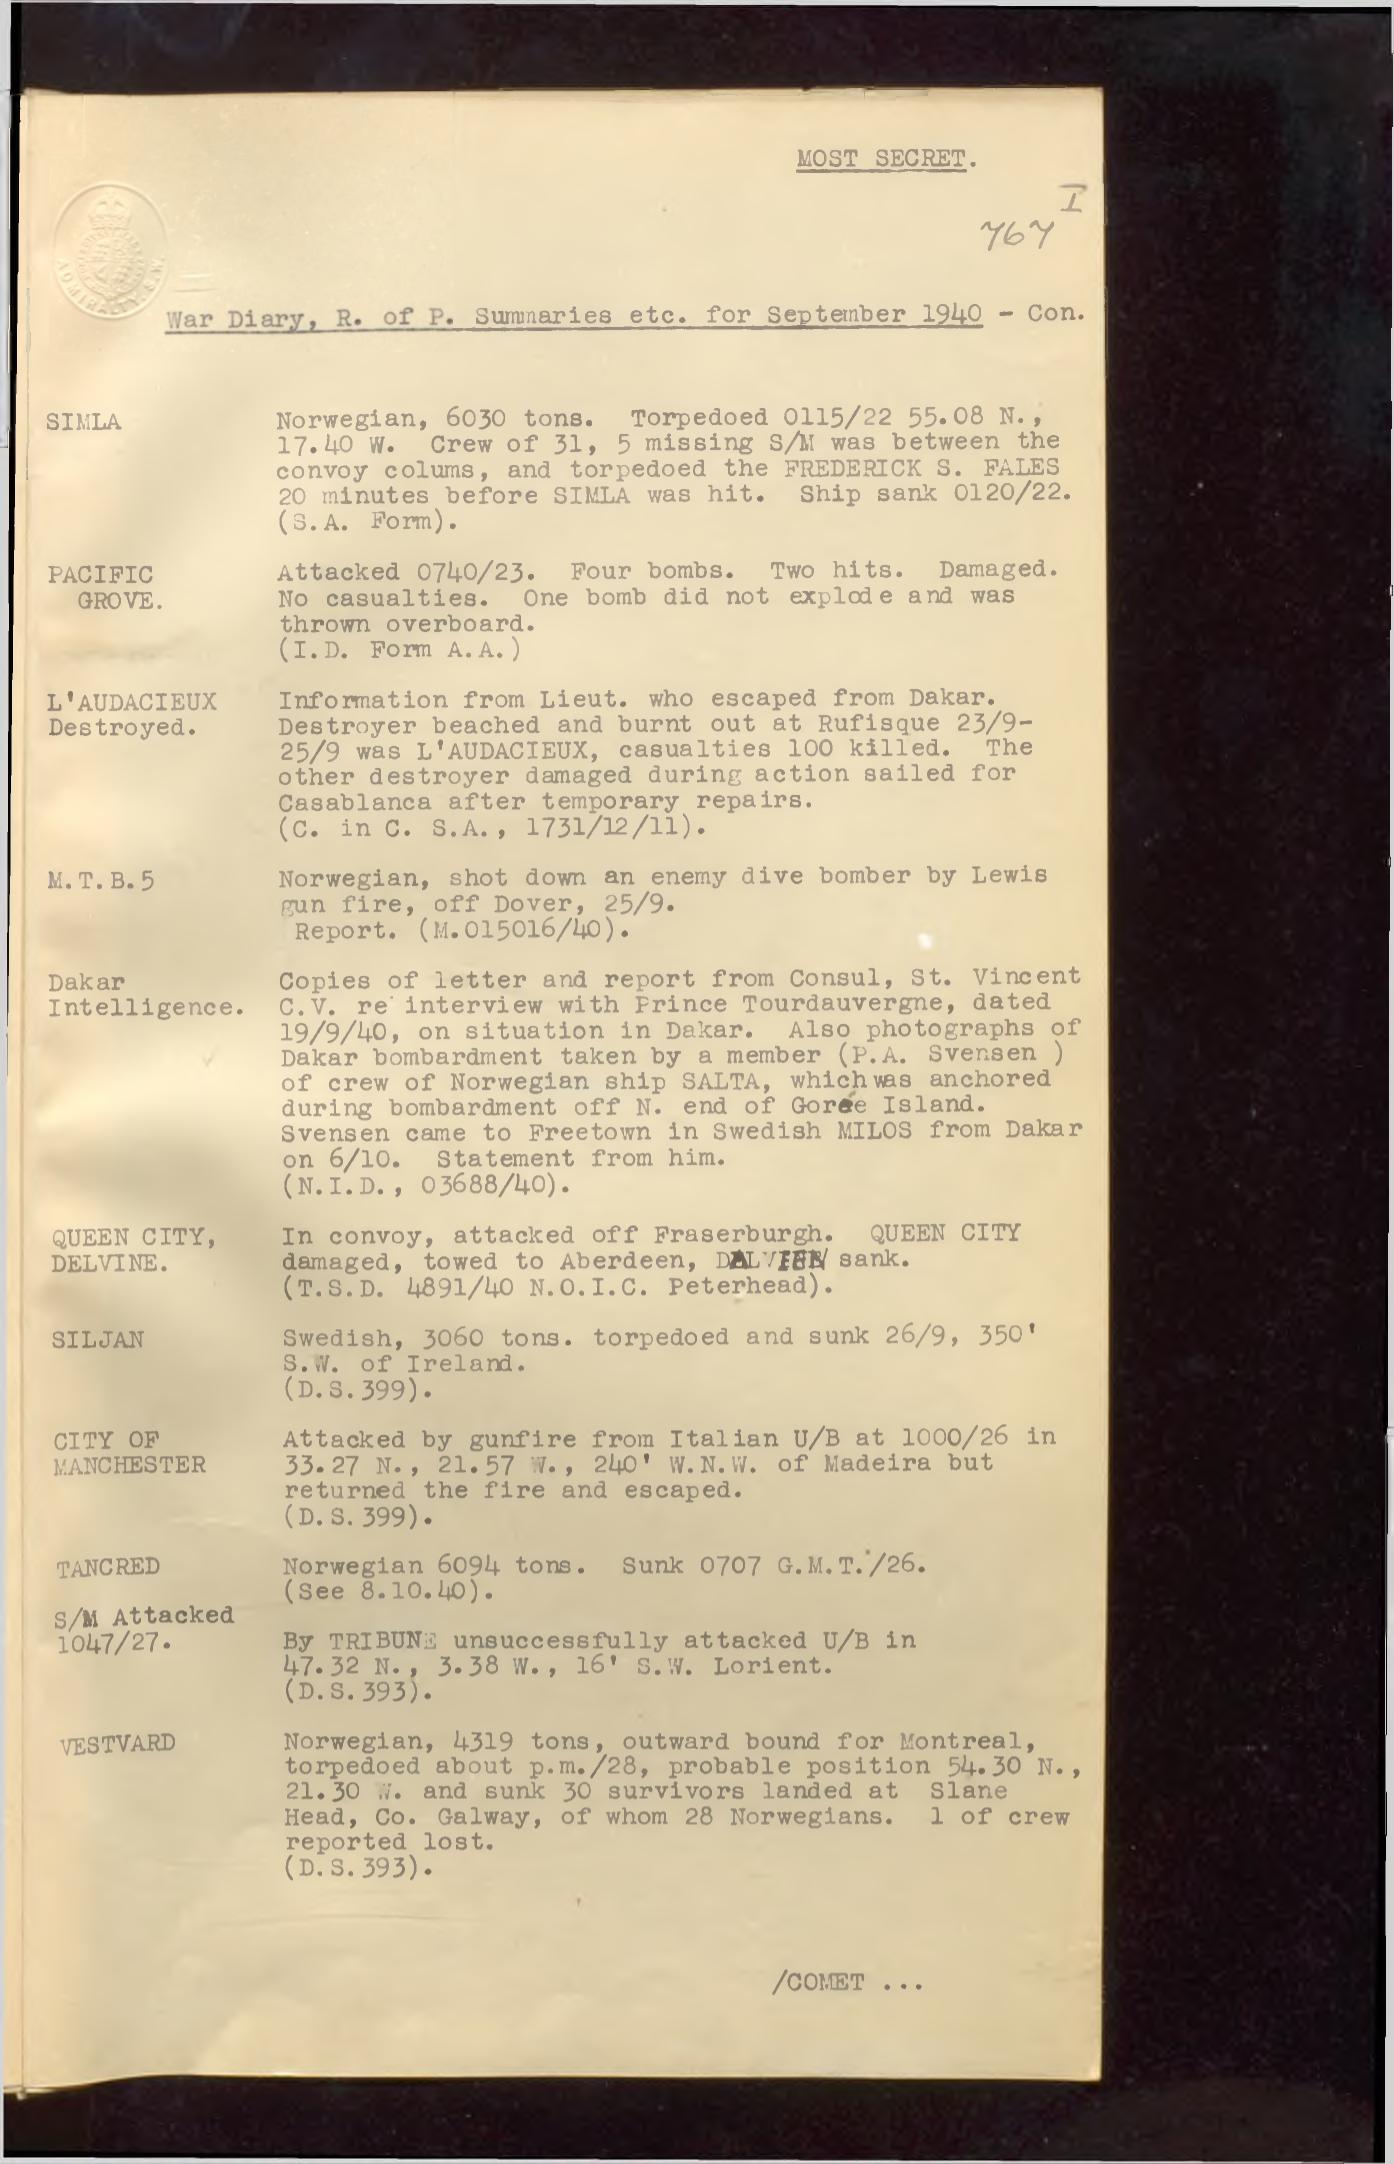 MOST SECRET.
I
767
ADMIRALTY. S.W.
War Diary, R. of P. Summaries etc. for September 1940 - Con.
SIMLA
Norwegian, 6030 tons. Torpedoed 0115/22 55.08 N.,
17.40 W. Crew of 31, 5 missing S/M was between the
convoy colums, and torpedoed the FREDERICK S. FALES
20 minutes before SIMLA was hit. Ship sank 0120/22.
(S.A. Form).
PACIFIC
GROVE.
Attacked 0740/23. Four bombs. Two hits. Damaged.
No casualties. One bomb did not explode and was
thrown overboard.
(I.D. Form A.A.)
L'AUDACIEUX
Destroyed.
Information from Lieut. who escaped from Dakar.
Destroyer beached and burnt out at Rufisque 23/9-
25/9 was L'AUDACIEUX, casualties 100 killed. The
other destroyer damaged during action sailed for
Casablanca after temporary repairs.
(C. in C. S.A., 1731/12/11).
M.T.B.5
Norwegian, shot down an enemy dive bomber by Lewis
gun fire, off Dover, 25/9.
Report. (M.015016/40).
Dakar
Intelligence.
Copies of letter and report from Consul, St. Vincent
C.V. re interview with Prince Tourdauvergne, dated
19/9/40, on situation in Dakar. Also photographs of
Dakar bombardment taken by a member (P.A. Svensen )
of crew of Norwegian ship SALTA, which was anchored
during bombardment off N. end of Gorée Island.
Svensen came to Freetown in Swedish MILOS from Dakar
on 6/10. Statement from him.
(N.I.D., 03688/40).
QUEEN CITY,
DELVINE.
In convoy, attacked off Fraserburgh. QUEEN CITY
damaged, towed to Aberdeen, sank.
(T.S.D. 4891/40 N.O.I.C. Peterhead).
SILJAN
Swedish, 3060 tons. torpedoed and sunk 26/9, 350'
S.W. of Ireland.
(D.S.399).
CITY OF
MANCHESTER
Attacked by gunfire from Italian U/B at 1000/26 in
33.27 N., 21.57 W., 240' W.N.W. of Madeira but
returned the fire and escaped.
(D.S.399).
TANCRED
Norwegian 6094 tons. Sunk 0707 G.M.T./26.
(See 8.10.40).
S/M Attacked
1047/27.
By TRIBUNE unsuccessfully attacked U/B in
47.32 N., 3.38 W., 16' S.W. Lorient.
(D.S.393).
VESTVARD
Norwegian, 4319 tons, outward bound for Montreal,
torpedoed about p.m./28, probable position 54.30 N.,
21.30 W. and sunk 30 survivors landed at Slane
Head, Co. Galway, of whom 28 Norwegians. 1 of crew
reported lost.
(D.S.393).
/COMET ...